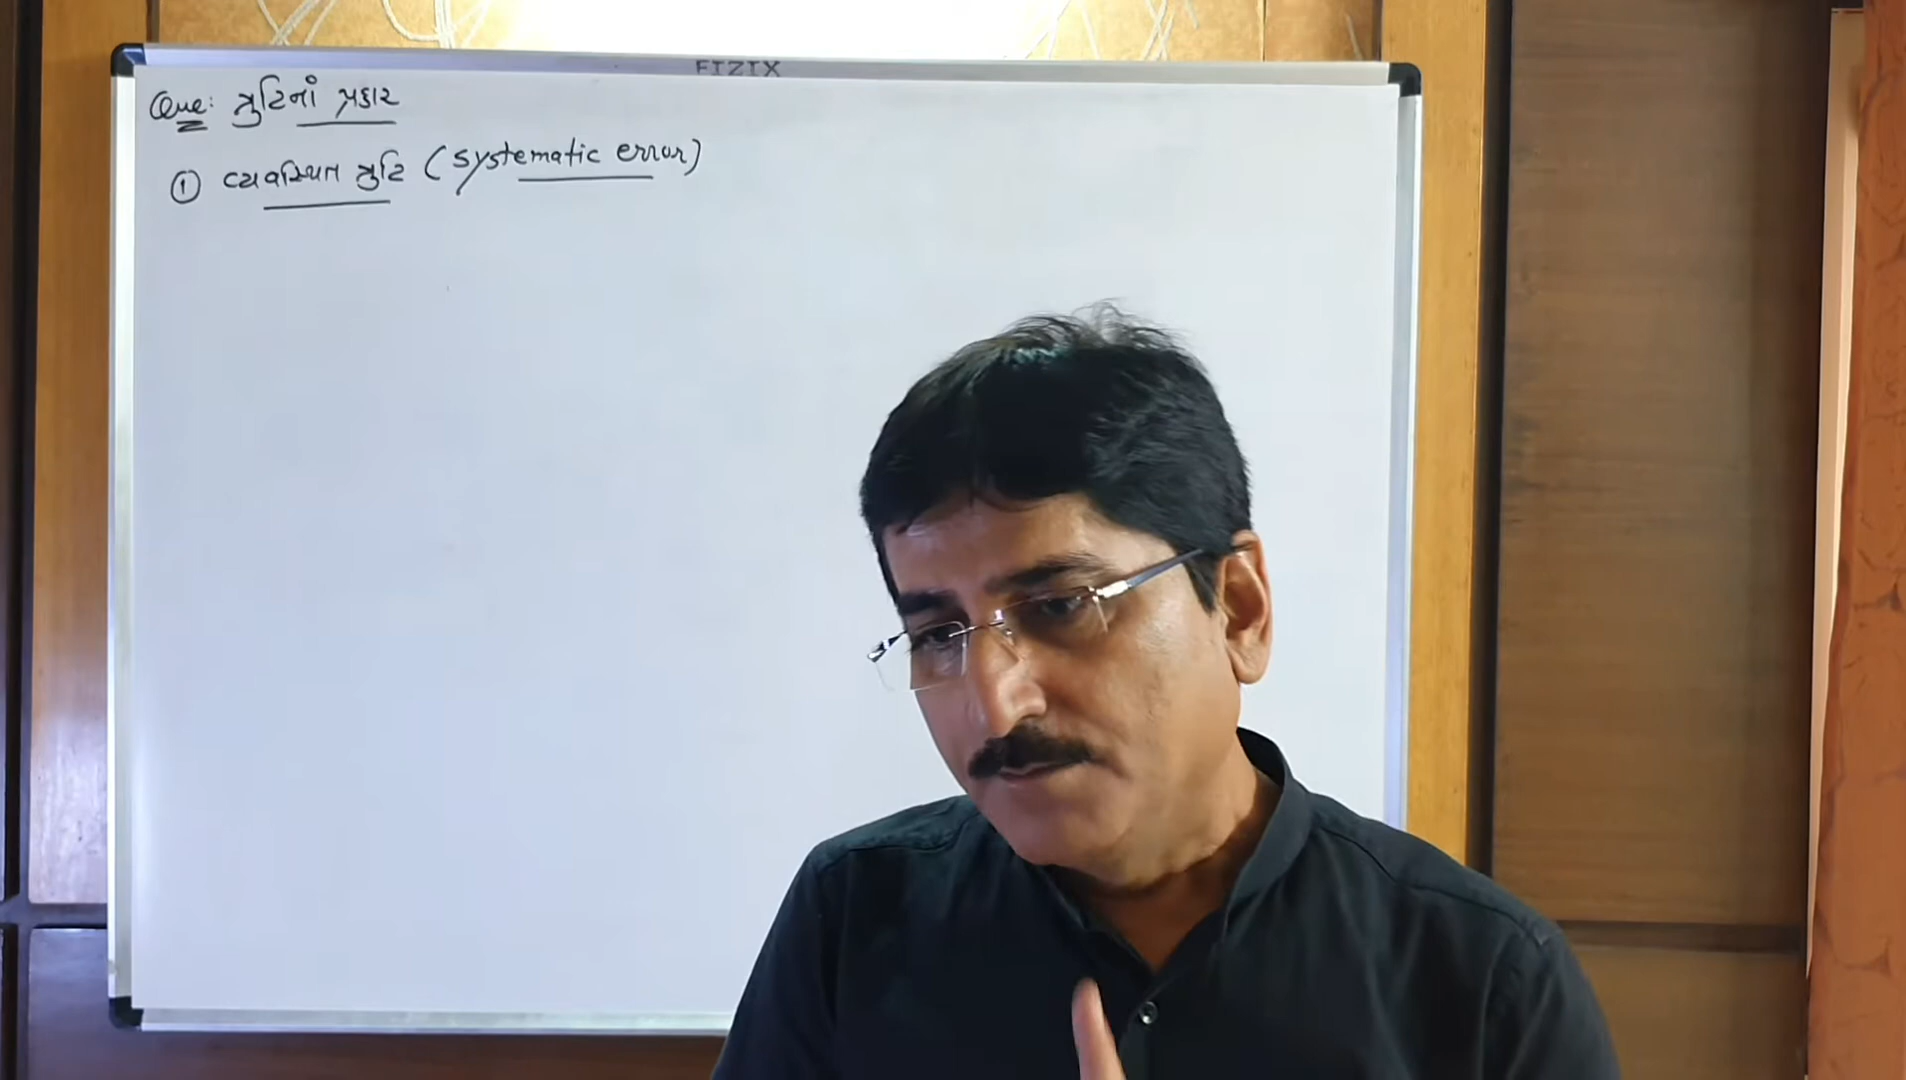 FIZIX
Que: ત્રુટિનાં પ્રકાર
① વ્યવસ્થિત ત્રુટિ (systematic error)